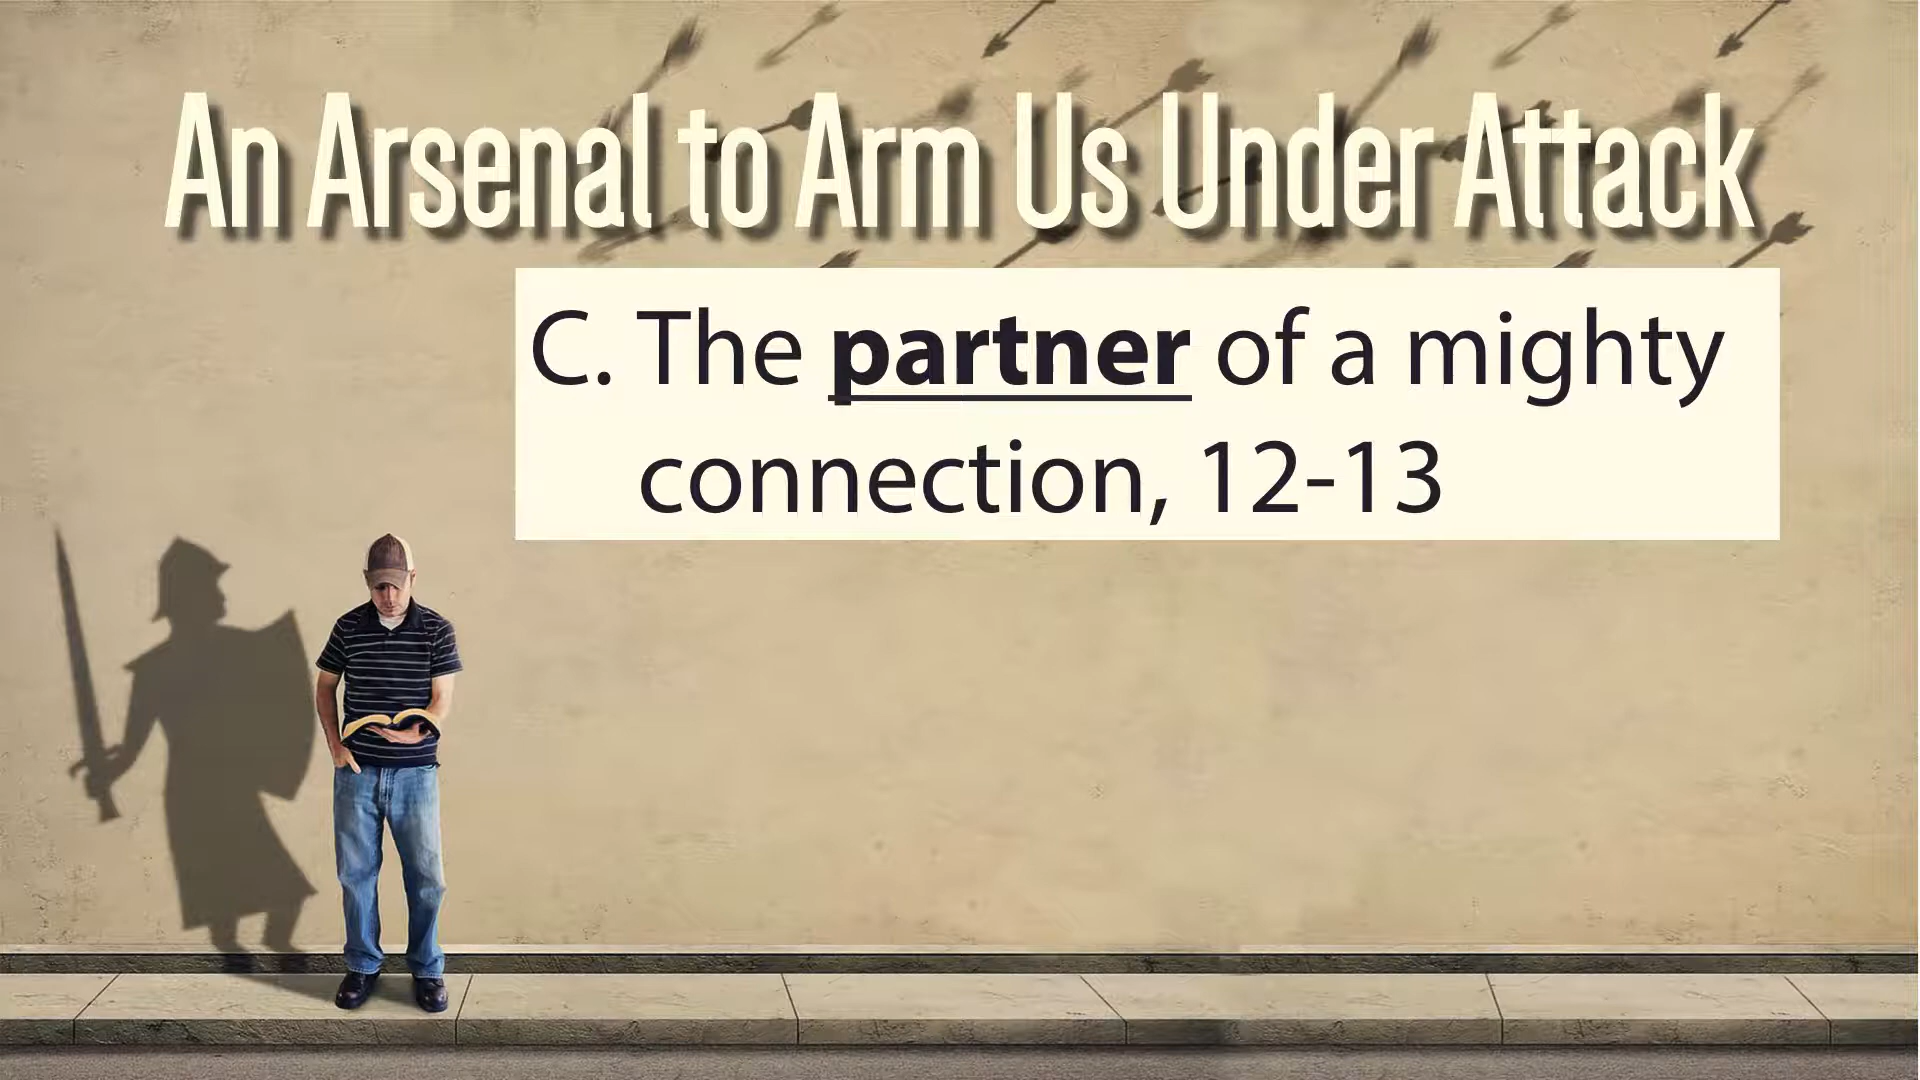 An Arsenal to Arm Us Under Attack
C. The partner of a mighty
connection, 12-13